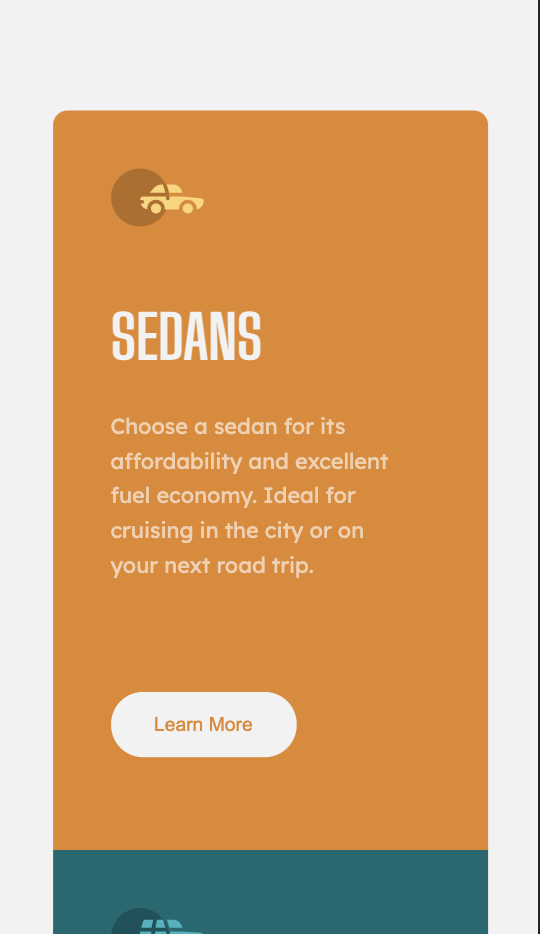 SEDANS
Choose a sedan for its
affordability and excellent
fuel economy. Ideal for
cruising in the city or on
your next road trip.
Learn More